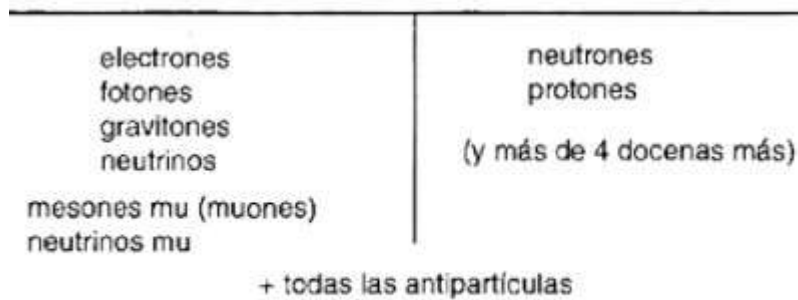 electrones
fotones
gravitones
neutrinos
mesones mu (muones)
neutrinos mu
neutrones
protones
(y más de 4 docenas más)
+ todas las antipartículas